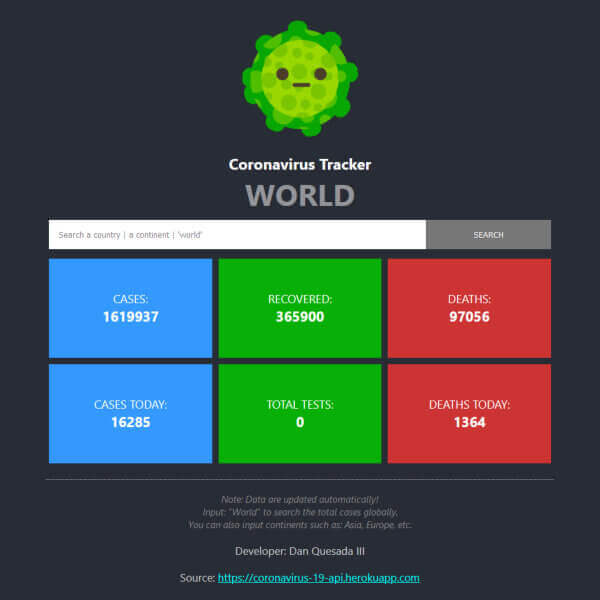 Coronavirus Tracker
WORLD
Search a country | a continent | 'world'
SEARCH
CASES:
1619937
RECOVERED:
365900
DEATHS:
97056
CASES TODAY:
16285
TOTAL TESTS:
0
DEATHS TODAY:
1364
Note: Data are updated automatically!
Input: "World" to search the total cases globally.
You can also input continents such as: Asia, Europe, etc.
Developer: Dan Quesada III
Source: https://coronavirus-19-api.herokuapp.com